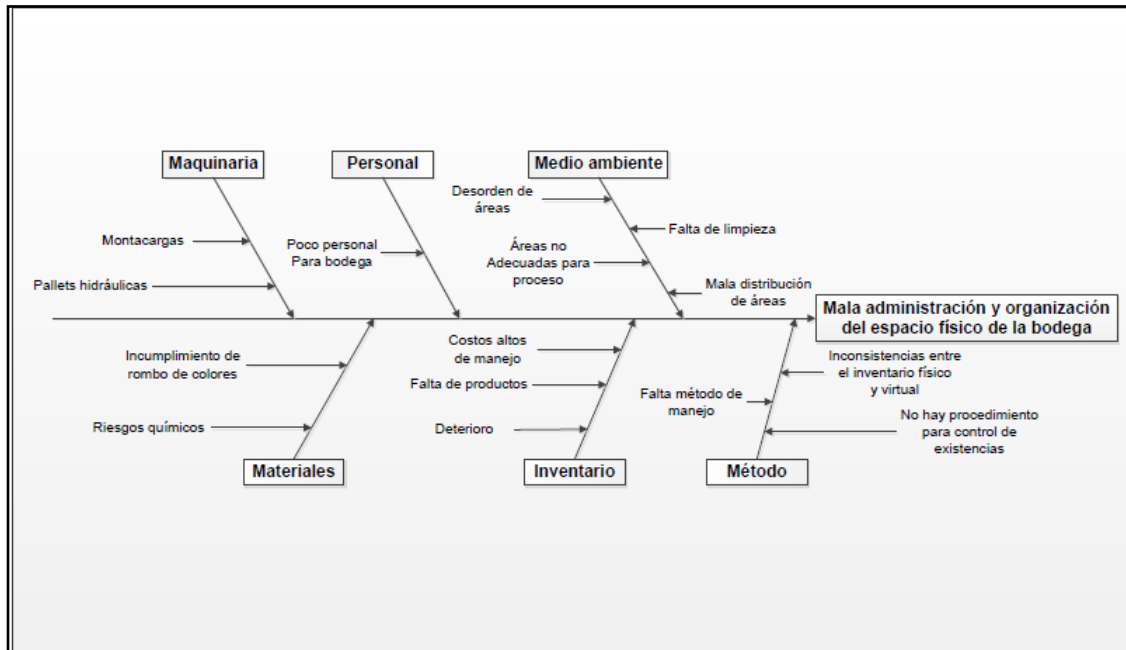 Maquinaria
Personal
Medio ambiente
Desorden de
áreas
Falta de limpieza
Montacargas
Poco personal
Para bodega
Áreas no
Adecuadas para
proceso
Pallets hidráulicas
Mala distribución
de áreas
Mala administración y organización
del espacio físico de la bodega
Incumplimiento de
rombo de colores
Costos altos
de manejo
Inconsistencias entre
el inventario físico
y virtual
Falta de productos
Falta método de
manejo
Riesgos químicos
Deterioro
No hay procedimiento
para control de
existencias
Materiales
Inventario
Método